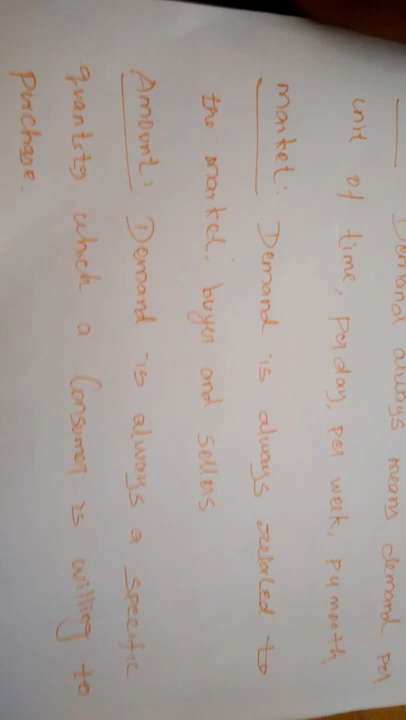 Demand always means demand per
unit of time, per day, per week, per month,
market: Demand is always related to
the market, buyer and sellers
Amount: Demand is always a specific
quantity which a Consumer is willing to
purchase.